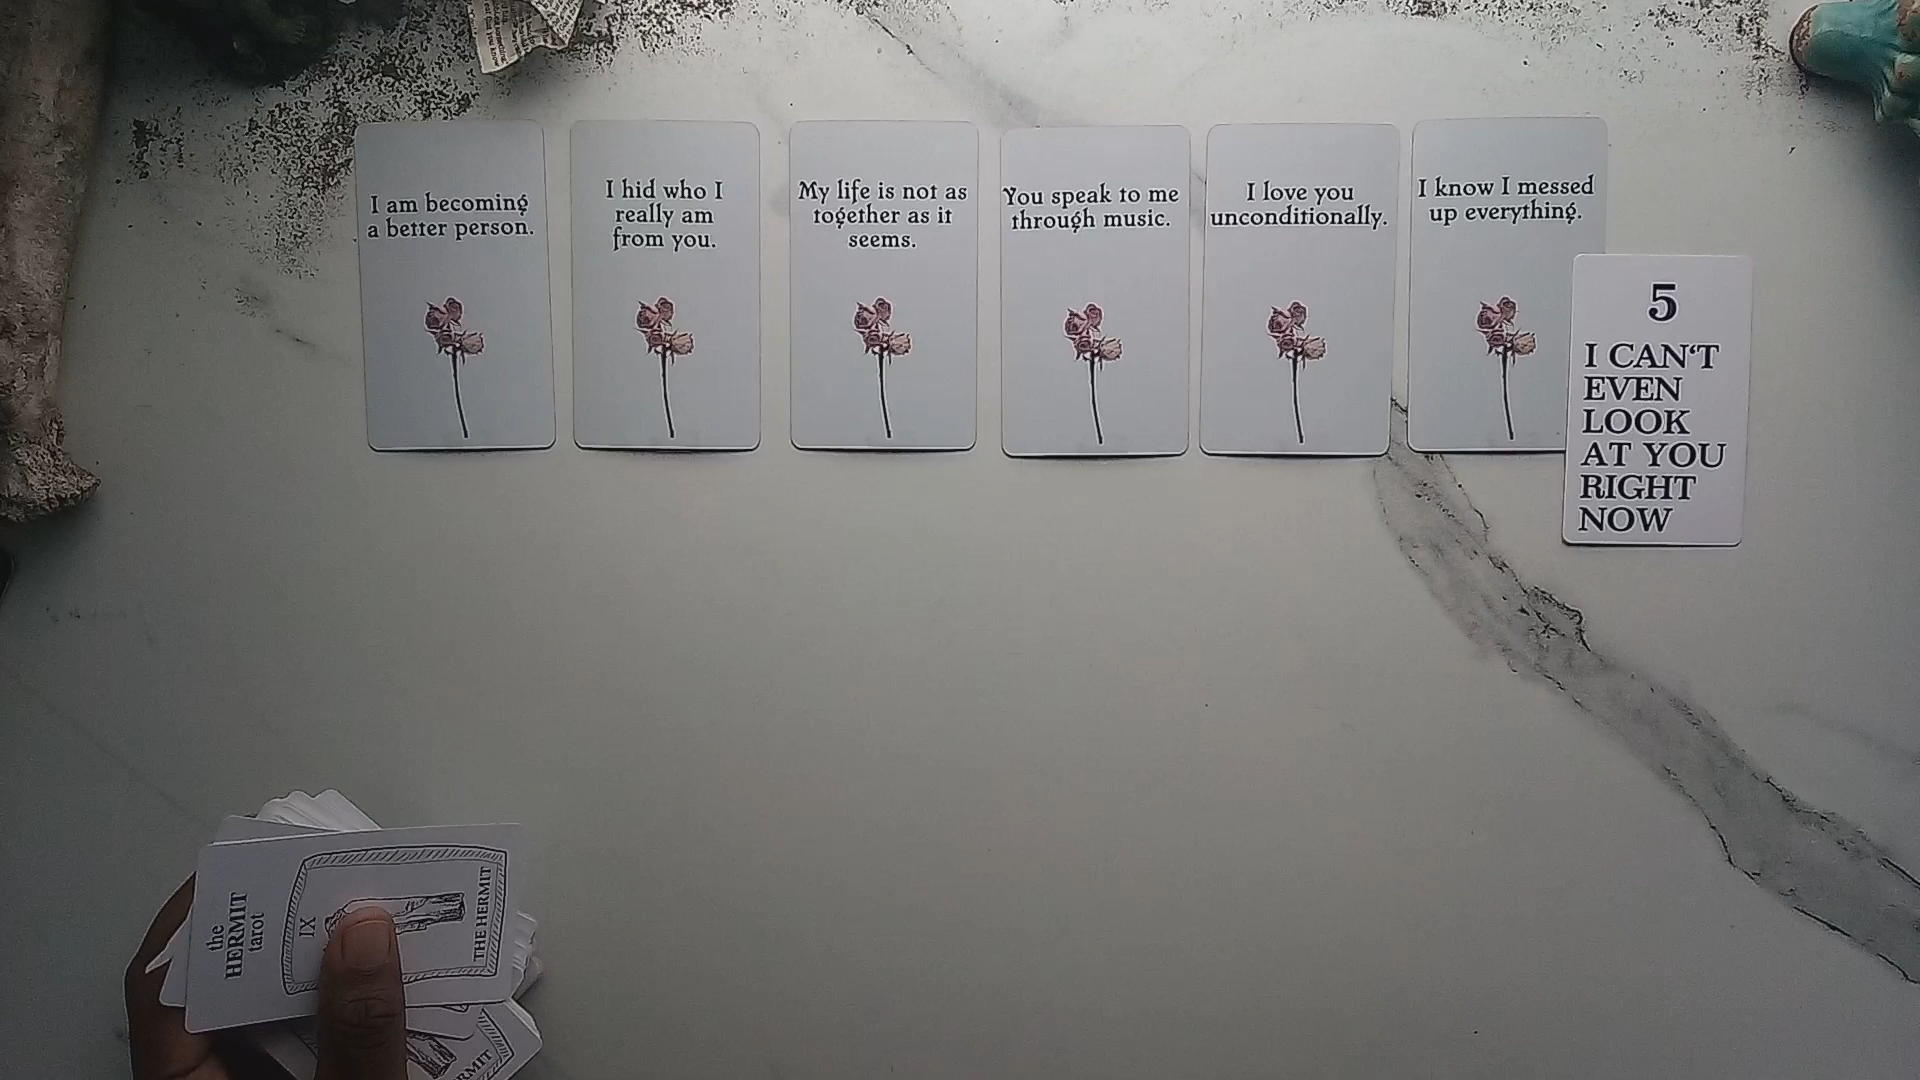 I am becoming
a better person.
I hid who I
really am
from you.
My life is not as
together as it
seems.
You speak to me
through music.
I love you
unconditionally.
I know I messed
up everything.
5
I CAN'T
EVEN
LOOK
AT YOU
RIGHT
NOW
the
HERMIT
tarot
IX
THE HERMIT